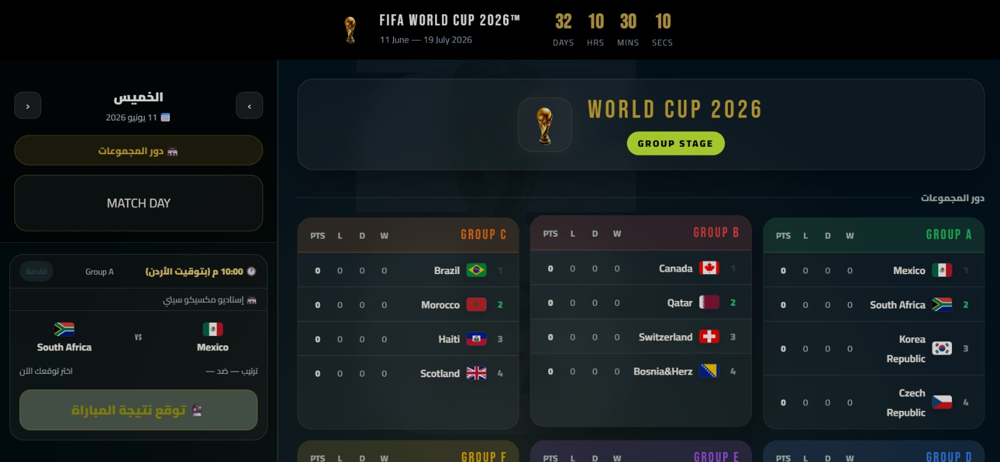 FIFA WORLD CUP 2026™
11 June — 19 July 2026
32 10 30 10
DAYS HRS MINS SECS
الخميس
11 يونيو 2026
دور المجموعات
MATCH DAY
10:00 م (بتوقيت الأردن) Group A قادمة
إستاديو مكسيكو سيتي
Mexico VS South Africa
ترتيب — ضد —
اختر توقعك الآن
توقع نتيجة المباراة
WORLD CUP 2026
GROUP STAGE
دور المجموعات
GROUP A W D L PTS
1 Mexico 0 0 0 0
2 South Africa 0 0 0 0
3 Korea Republic 0 0 0 0
4 Czech Republic 0 0 0 0
GROUP B W D L PTS
1 Canada 0 0 0 0
2 Qatar 0 0 0 0
3 Switzerland 0 0 0 0
4 Bosnia&Herz 0 0 0 0
GROUP C W D L PTS
1 Brazil 0 0 0 0
2 Morocco 0 0 0 0
3 Haiti 0 0 0 0
4 Scotland 0 0 0 0
GROUP D W D L PTS
GROUP E W D L PTS
GROUP F W D L PTS